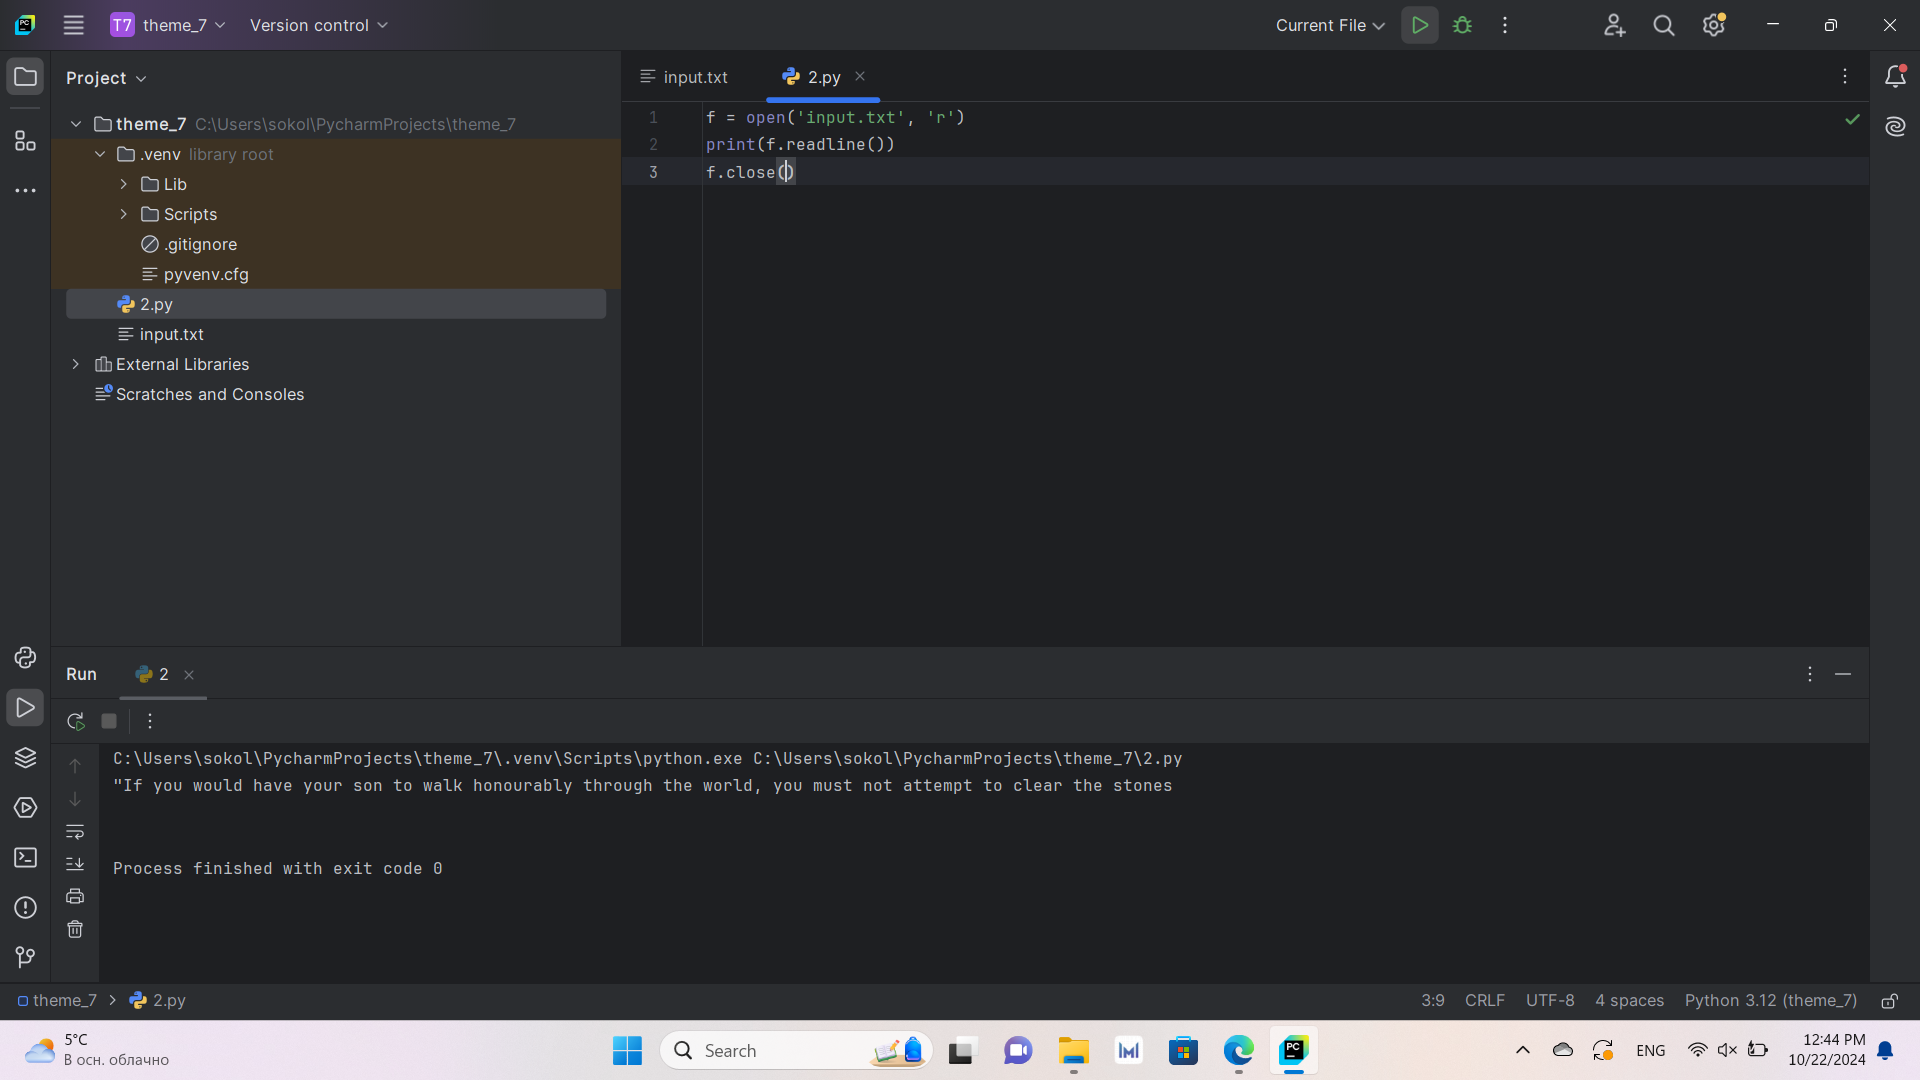 T7 theme_7 Version control Current File
Project
input.txt 2.py
theme_7 C:\Users\sokol\PycharmProjects\theme_7
.venv library root
Lib
Scripts
.gitignore
pyvenv.cfg
2.py
input.txt
External Libraries
Scratches and Consoles
1 f = open('input.txt', 'r')
2 print(f.readline())
3 f.close()
Run 2
C:\Users\sokol\PycharmProjects\theme_7\.venv\Scripts\python.exe C:\Users\sokol\PycharmProjects\theme_7\2.py
"If you would have your son to walk honourably through the world, you must not attempt to clear the stones
Process finished with exit code 0
theme_7 2.py 3:9 CRLF UTF-8 4 spaces Python 3.12 (theme_7)
5°C
В осн. облачно
Search
PC
ENG
12:44 PM
10/22/2024